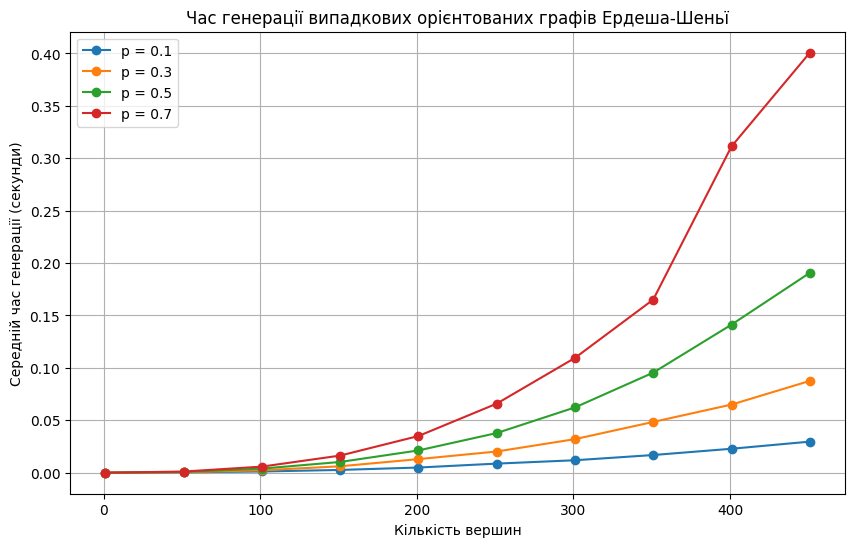 Час генерації випадкових орієнтованих графів Ердеша-Шеньї
p = 0.1
p = 0.3
p = 0.5
p = 0.7
Середній час генерації (секунди)
0.40
0.35
0.30
0.25
0.20
0.15
0.10
0.05
0.00
0 100 200 300 400
Кількість вершин